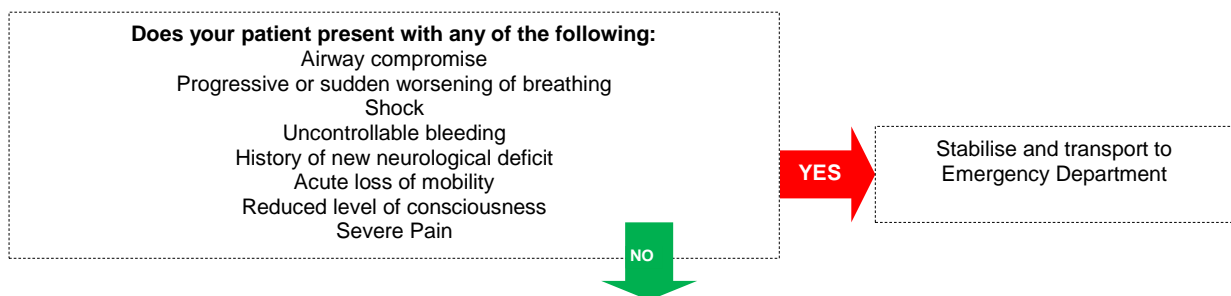 Does your patient present with any of the following:
Airway compromise
Progressive or sudden worsening of breathing
Shock
Uncontrollable bleeding
History of new neurological deficit
Acute loss of mobility
Reduced level of consciousness
Severe Pain
YES
Stabilise and transport to
Emergency Department
NO